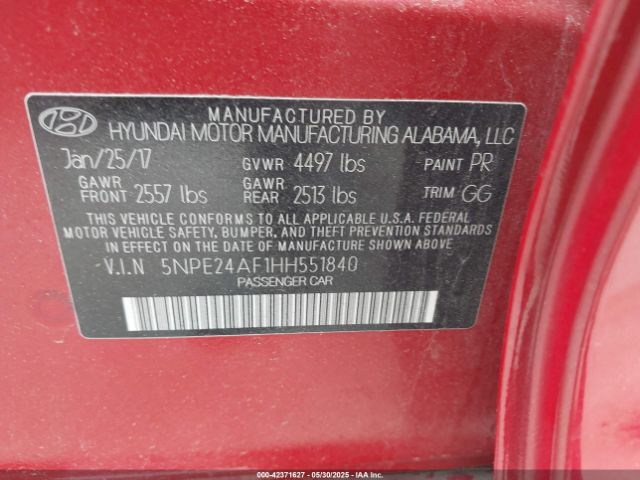 MANUFACTURED BY
HYUNDAI MOTOR MANUFACTURING ALABAMA, LLC
Jan/25/17 GVWR 4497 lbs PAINT PR
GAWR FRONT 2557 lbs GAWR REAR 2513 lbs TRIM GG
THIS VEHICLE CONFORMS TO ALL APPLICABLE U.S.A. FEDERAL
MOTOR VEHICLE SAFETY, BUMPER, AND THEFT PREVENTION STANDARDS
IN EFFECT ON THE DATE OF MANUFACTURE SHOWN ABOVE
V.I.N 5NPE24AF1HH551840
PASSENGER CAR
© - 42371627 - 05/30/2025 - IAA, Inc.